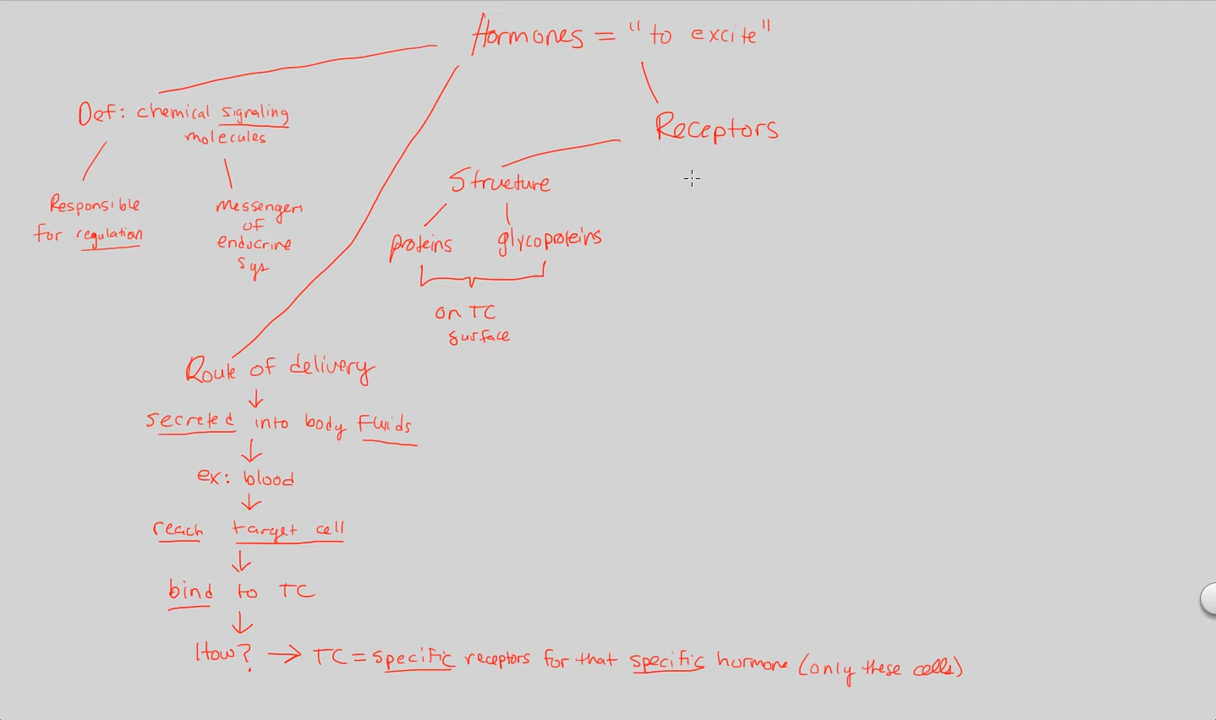 Hormones = "to excite"
Def: chemical signaling
molecules
Responsible
for regulation
Messengers
of
endocrine
sys
Receptors
Structure
proteins
glycoproteins
on TC
surface
Route of delivery
secreted into body fluids
ex: blood
reach target cell
bind to TC
How? → TC = specific receptors for that specific hormone (only these cells)